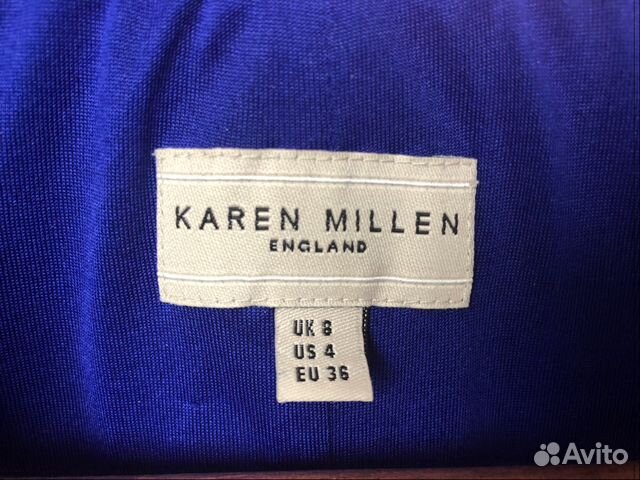 KAREN MILLEN
ENGLAND
UK 8
US 4
EU 36
Avito